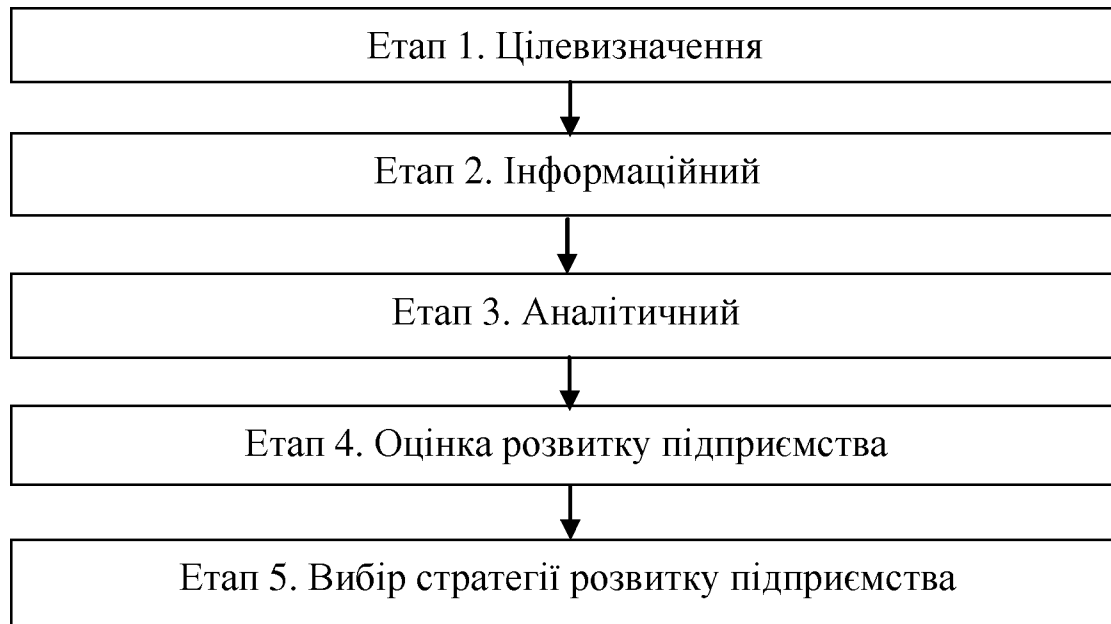 Етап 1. Цілевизначення
Етап 2. Інформаційний
Етап 3. Аналітичний
Етап 4. Оцінка розвитку підприємства
Етап 5. Вибір стратегії розвитку підприємства